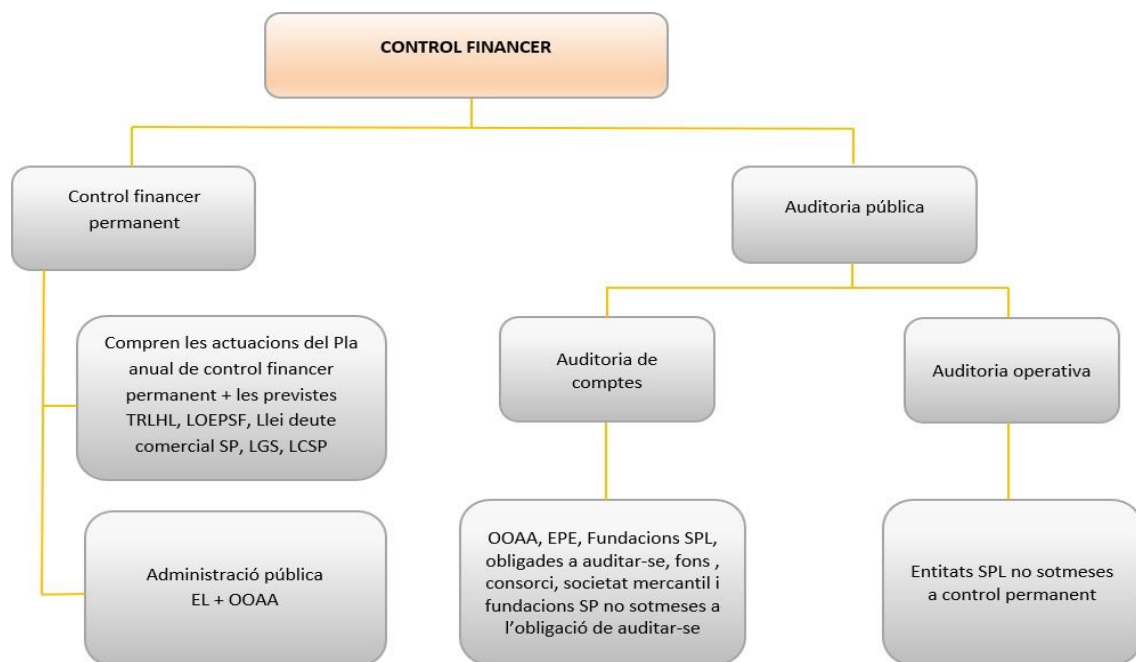 CONTROL FINANCER
Control financer
permanent
Auditoria pública
Compren les actuacions del Pla
anual de control financer
permanent + les previstes
TRLHL, LOEPSF, Llei deute
comercial SP, LGS, LCSP
Auditoria de
comptes
Auditoria operativa
Administració pública
EL + OOAA
OOAA, EPE, Fundacions SPL,
obligades a auditar-se, fons ,
consorci, societat mercantil i
fundacions SP no sotmeses a
l’obligació de auditar-se
Entitats SPL no sotmeses
a control permanent